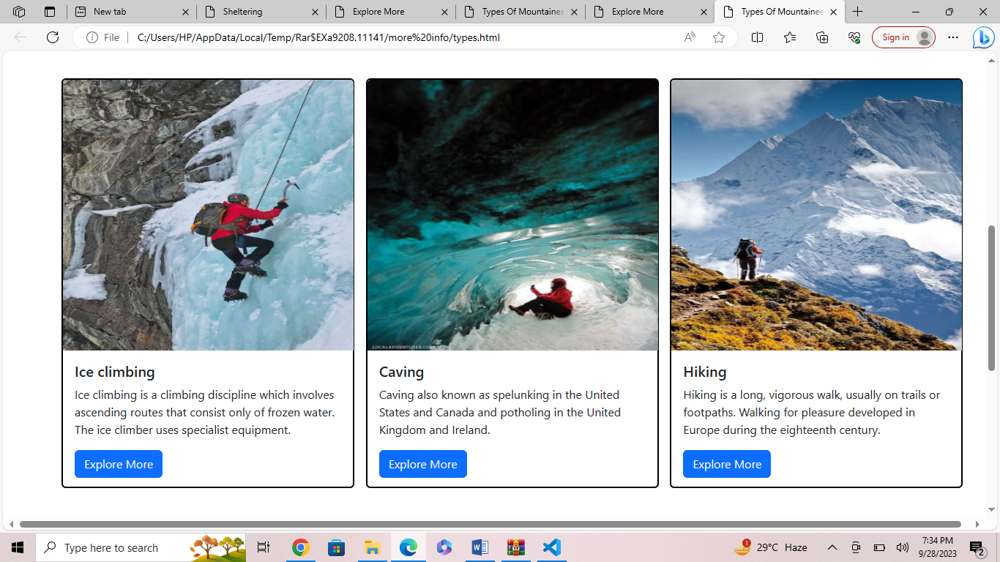 New tab
Sheltering
Explore More
Types Of Mountainee
Explore More
Types Of Mountainee
File
C:/Users/HP/AppData/Local/Temp/Rar$EXa9208.11141/more%20info/types.html
Sign in
LOCALADVENTURER.COM
Ice climbing
Ice climbing is a climbing discipline which involves
ascending routes that consist only of frozen water.
The ice climber uses specialist equipment.
Explore More
Caving
Caving also known as spelunking in the United
States and Canada and potholing in the United
Kingdom and Ireland.
Explore More
Hiking
Hiking is a long, vigorous walk, usually on trails or
footpaths. Walking for pleasure developed in
Europe during the eighteenth century.
Explore More
Type here to search
1
29°C Haze
7:34 PM
9/28/2023
2